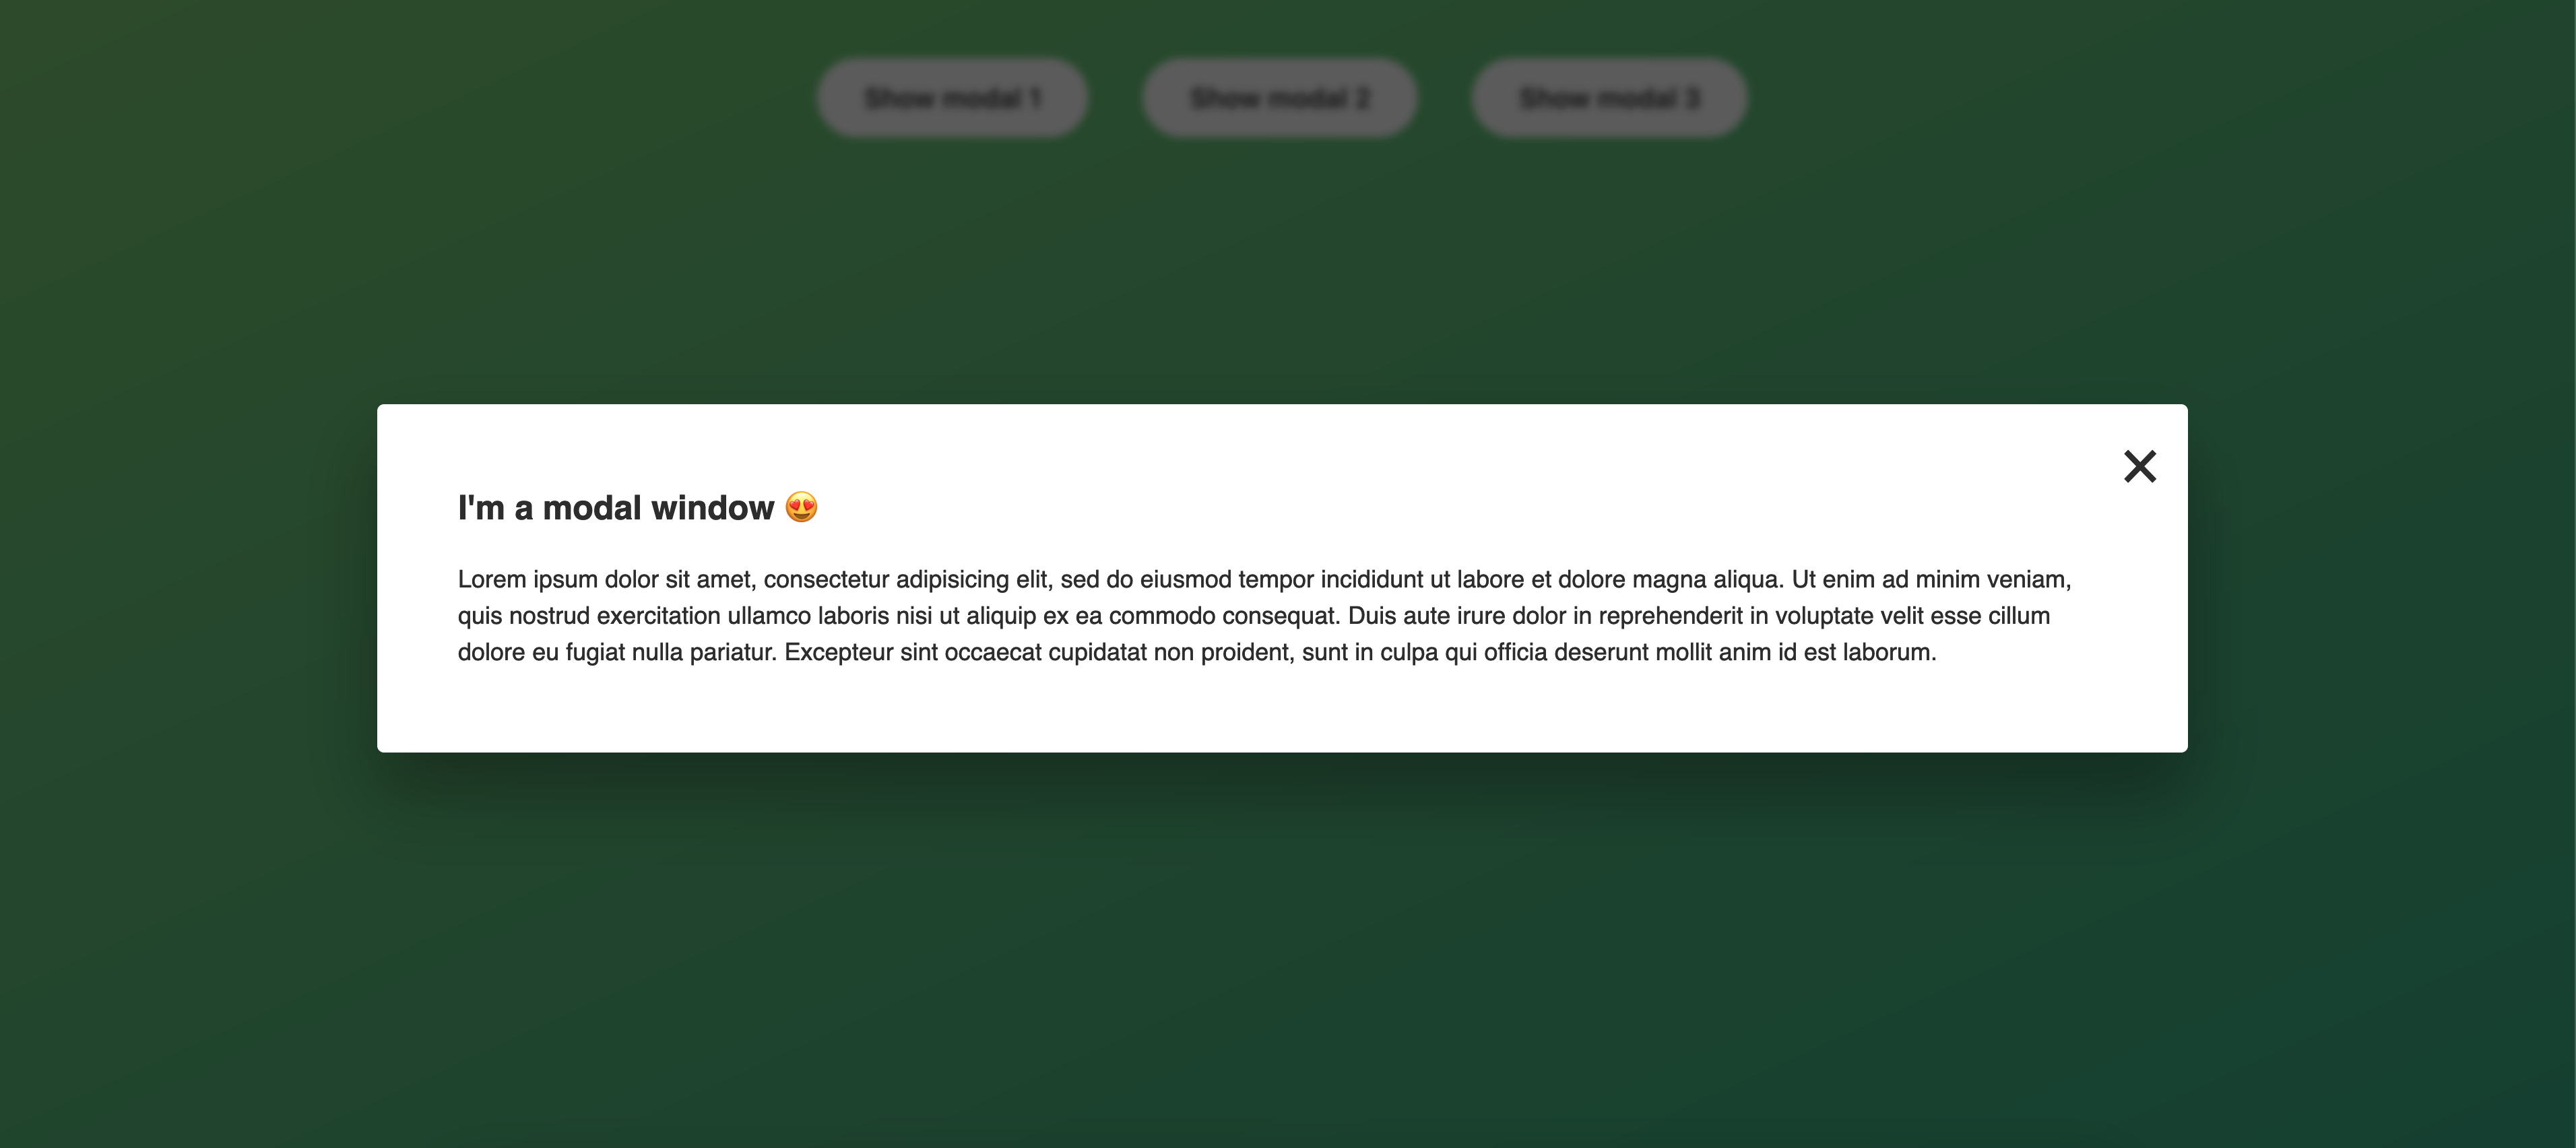 Show modal 1 Show modal 2 Show modal 3
I'm a modal window 😍
Lorem ipsum dolor sit amet, consectetur adipisicing elit, sed do eiusmod tempor incididunt ut labore et dolore magna aliqua. Ut enim ad minim veniam,
quis nostrud exercitation ullamco laboris nisi ut aliquip ex ea commodo consequat. Duis aute irure dolor in reprehenderit in voluptate velit esse cillum
dolore eu fugiat nulla pariatur. Excepteur sint occaecat cupidatat non proident, sunt in culpa qui officia deserunt mollit anim id est laborum.